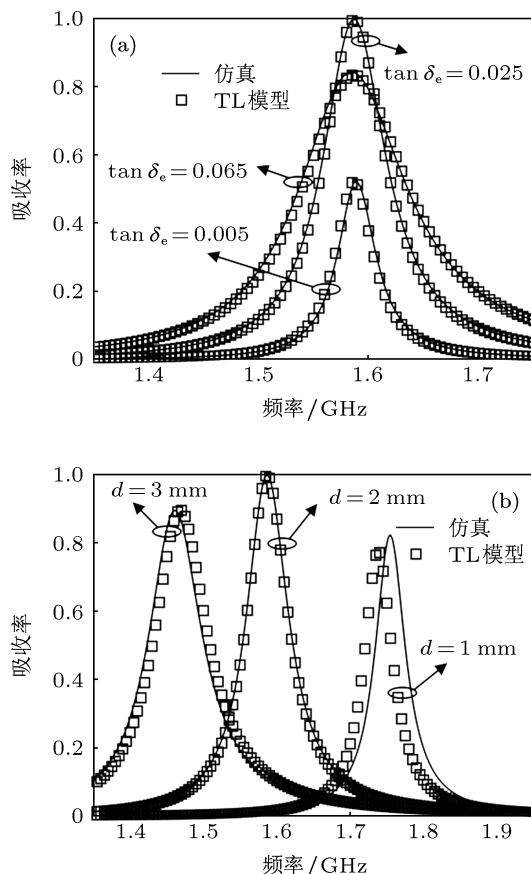 (a)
1.0
0.8
0.6
0.4
0.2
0
吸收率
仿真
TL模型
tan δe = 0.025
tan δe = 0.065
tan δe = 0.005
1.4 1.5 1.6 1.7
频率/GHz
(b)
1.0
0.8
0.6
0.4
0.2
0
吸收率
d = 3 mm
d = 2 mm
仿真
TL模型
d = 1 mm
1.4 1.5 1.6 1.7 1.8 1.9
频率/GHz